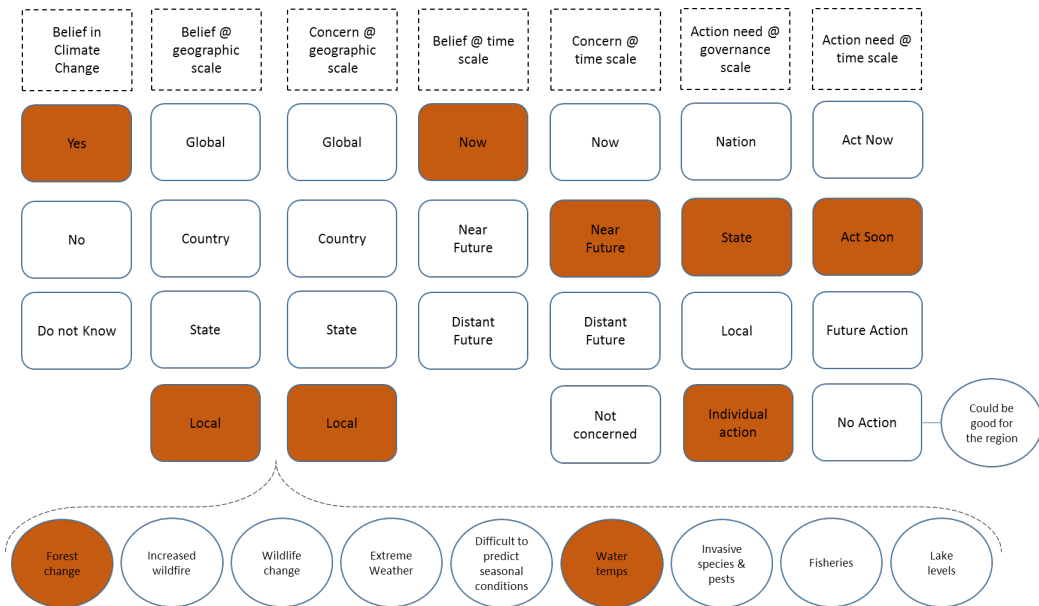 Belief in
Climate
Change
Belief @
geographic
scale
Concern @
geographic
scale
Belief @ time
scale
Concern @
time scale
Action need @
governance
scale
Action need @
time scale
Yes
Global
Global
Now
Now
Nation
Act Now
No
Country
Country
Near
Future
Near
Future
State
Act Soon
Do not Know
State
State
Distant
Future
Distant
Future
Local
Future Action
Local
Local
Not
concerned
Individual
action
No Action
Could be
good for
the region
Forest
change
Increased
wildfire
Wildlife
change
Extreme
Weather
Difficult to
predict
seasonal
conditions
Water
temps
Invasive
species &
pests
Fisheries
Lake
levels